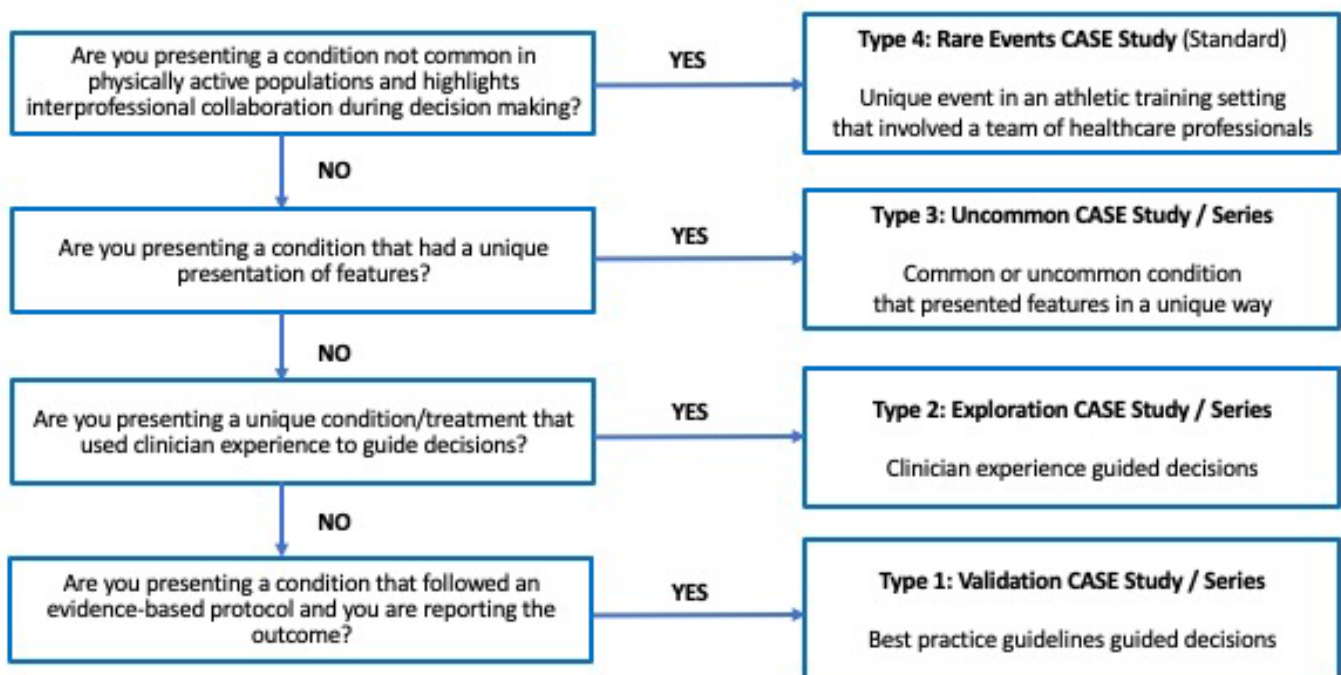 Are you presenting a condition not common in
physically active populations and highlights
interprofessional collaboration during decision making?
YES
Type 4: Rare Events CASE Study (Standard)
Unique event in an athletic training setting
that involved a team of healthcare professionals
NO
Are you presenting a condition that had a unique
presentation of features?
YES
Type 3: Uncommon CASE Study / Series
Common or uncommon condition
that presented features in a unique way
NO
Are you presenting a unique condition/treatment that
used clinician experience to guide decisions?
YES
Type 2: Exploration CASE Study / Series
Clinician experience guided decisions
NO
Are you presenting a condition that followed an
evidence-based protocol and you are reporting the
outcome?
YES
Type 1: Validation CASE Study / Series
Best practice guidelines guided decisions